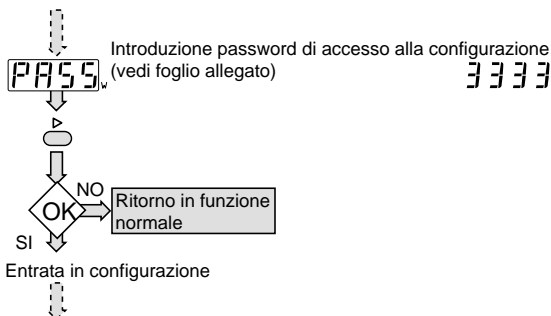 Introduzione password di accesso alla configurazione
PASS w (vedi foglio allegato) 3333
OK NO
Ritorno in funzione
normale
SI
Entrata in configurazione